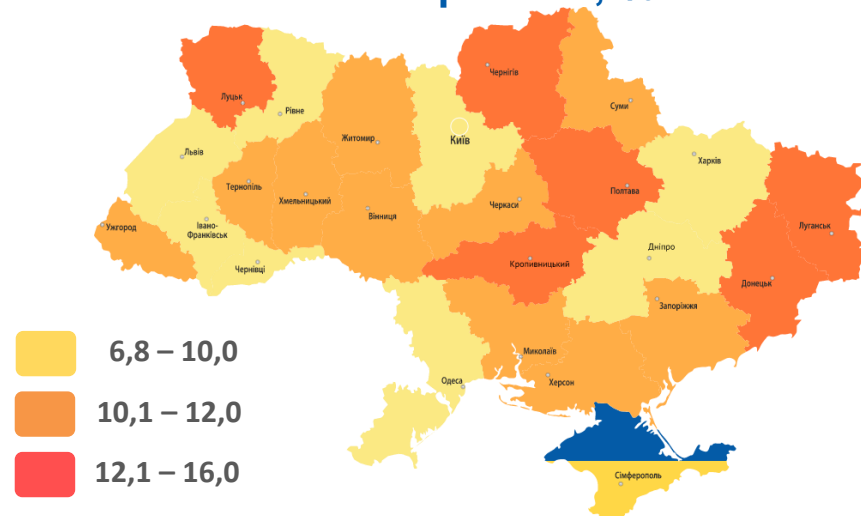 Чернігів
Луцьк
Суми
Рівне
Житомир
Київ
Львів
Харків
Тернопіль
Хмельницький
Полтава
Вінниця
Черкаси
Ужгород
Івано-
Франківськ
Луганськ
Дніпро
Чернівці
Кропивницький
Донецьк
Запоріжжя
6,8 – 10,0
Миколаїв
Одеса
Херсон
10,1 – 12,0
12,1 – 16,0
Сімферополь